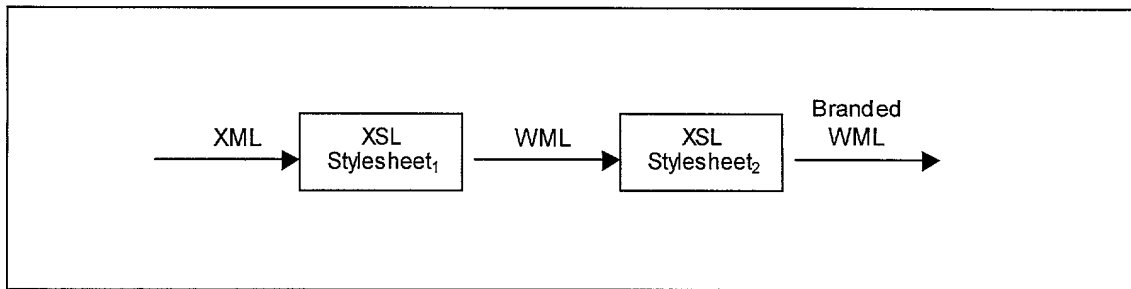 XML
XSL
Stylesheet₁
WML
XSL
Stylesheet₂
Branded
WML